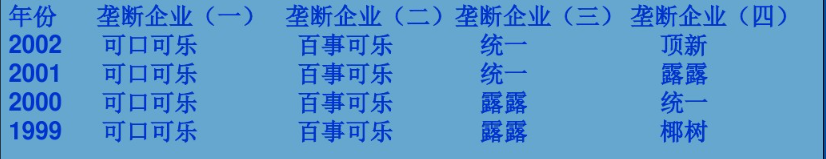 年份 垄断企业（一） 垄断企业（二） 垄断企业（三） 垄断企业（四）
2002 可口可乐 百事可乐 统一 顶新
2001 可口可乐 百事可乐 统一 露露
2000 可口可乐 百事可乐 露露 统一
1999 可口可乐 百事可乐 露露 椰树